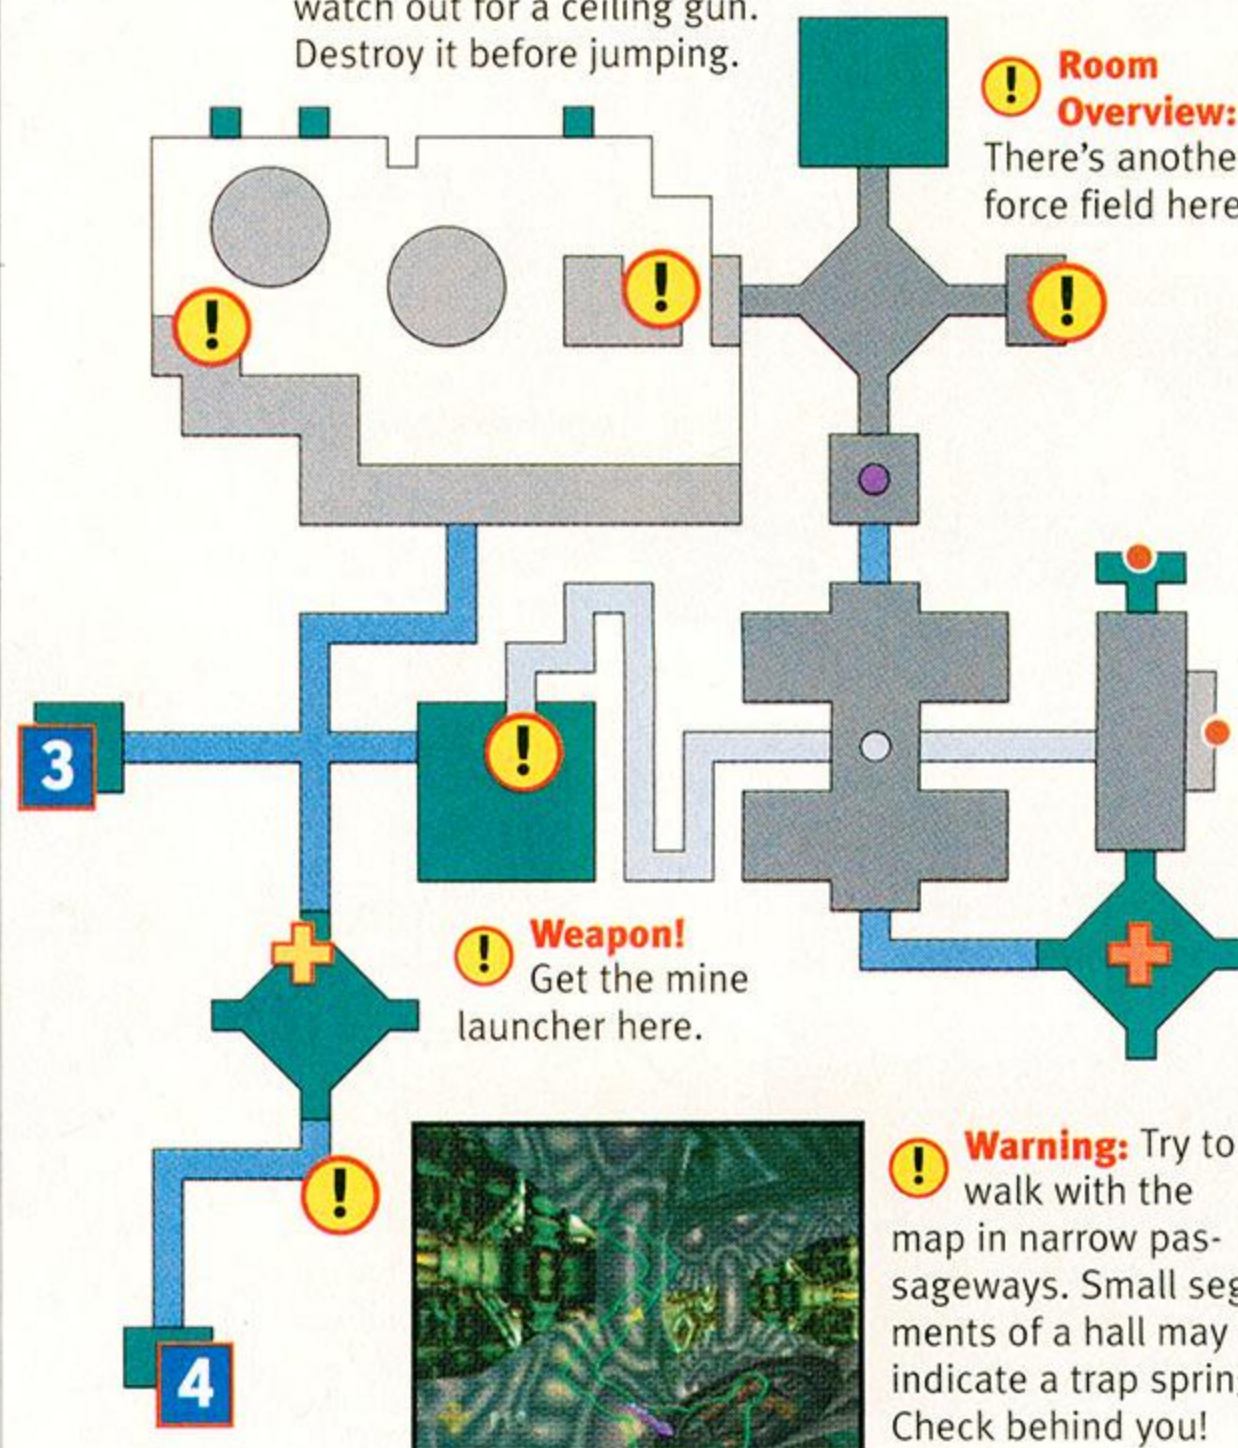 watch out for a ceiling gun.
Destroy it before jumping.
! Room
Overview:
There's anothe
force field here
!
!
!
3
!
! Weapon!
Get the mine
launcher here.
!
4
! Warning: Try to
walk with the
map in narrow pas-
sageways. Small seg
ments of a hall may
indicate a trap spring
Check behind you!